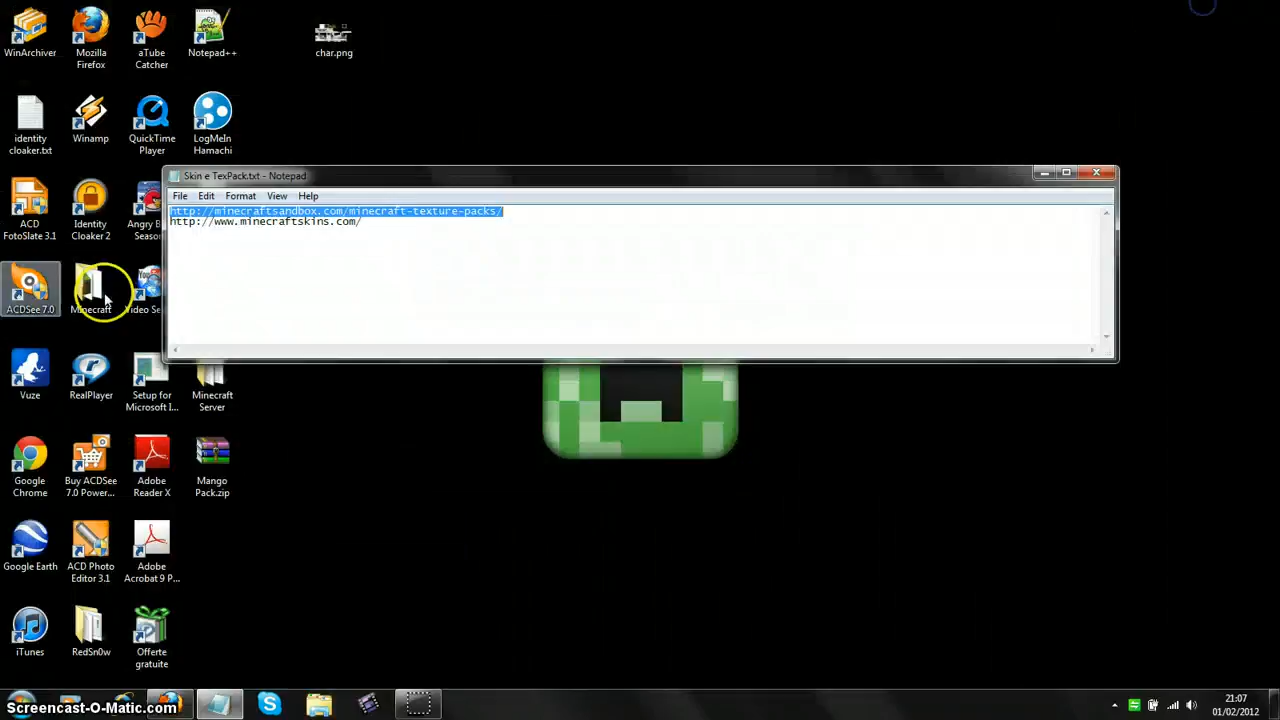 WinArchiver
Mozilla
Firefox
aTube
Catcher
Notepad++
char.png
identity
cloaker.txt
Winamp
QuickTime
Player
LogMeIn
Hamachi
Skin e TexPack.txt - Notepad
File Edit Format View Help
http://minecraftsandbox.com/minecraft-texture-packs/
http://www.minecraftskins.com/
ACD
FotoSlate 3.1
Identity
Cloaker 2
Angry B
Season
ACDSee 7.0
Minecraft
Video Se
Vuze
RealPlayer
Setup for
Microsoft I...
Minecraft
Server
Google
Chrome
Buy ACDSee
7.0 Power...
Adobe
Reader X
Mango
Pack.zip
Google Earth
ACD Photo
Editor 3.1
Adobe
Acrobat 9 P...
iTunes
RedSn0w
Offerte
gratuite
Screencast-O-Matic.com
21:07
01/02/2012